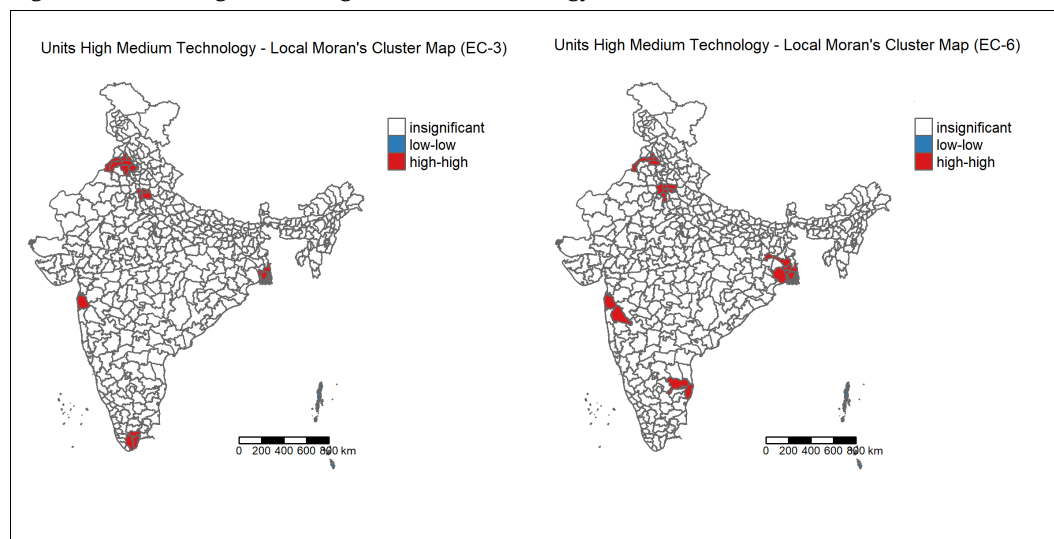 Units High Medium Technology - Local Moran's Cluster Map (EC-3)
insignificant
low-low
high-high
0 200 400 600 800 km
Units High Medium Technology - Local Moran's Cluster Map (EC-6)
insignificant
low-low
high-high
0 200 400 600 800 km